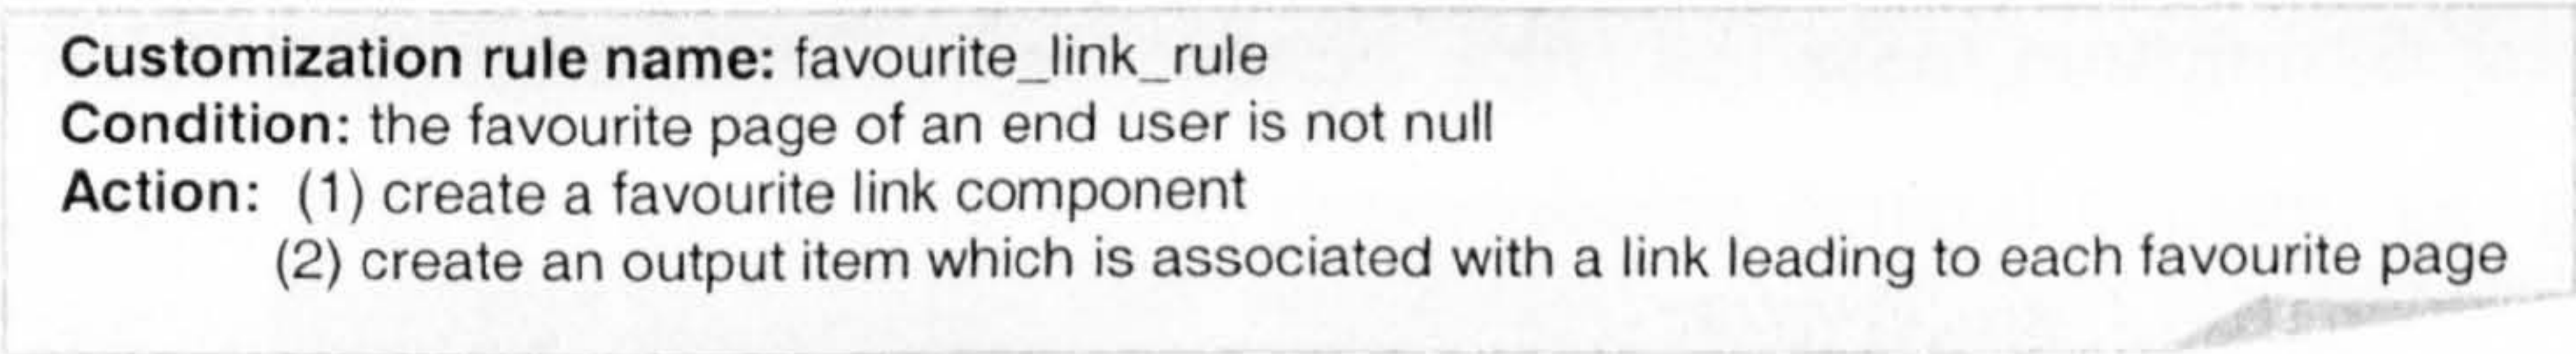 Customization rule name: favourite_link_rule
Condition: the favourite page of an end user is not null
Action: (1) create a favourite link component
(2) create an output item which is associated with a link leading to each favourite page